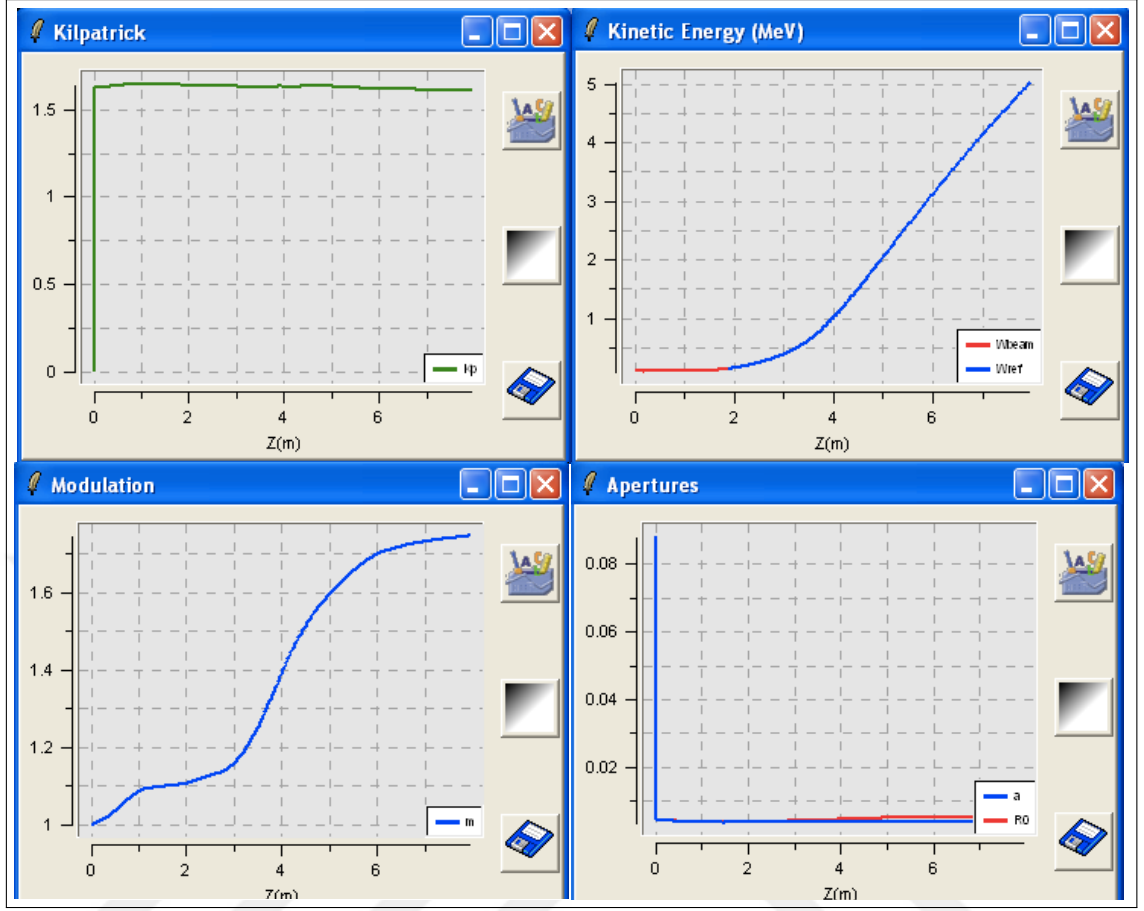 Kilpatrick
1.5
1
0.5
0
kp
0 2 4 6
Z(m)
Kinetic Energy (MeV)
5
4
3
2
1
Wbeam
Wref
0 2 4 6
Z(m)
Modulation
1.6
1.4
1.2
1
m
0 2 4 6
Z(m)
Apertures
0.08
0.06
0.04
0.02
a
R0
0 2 4 6
Z(m)